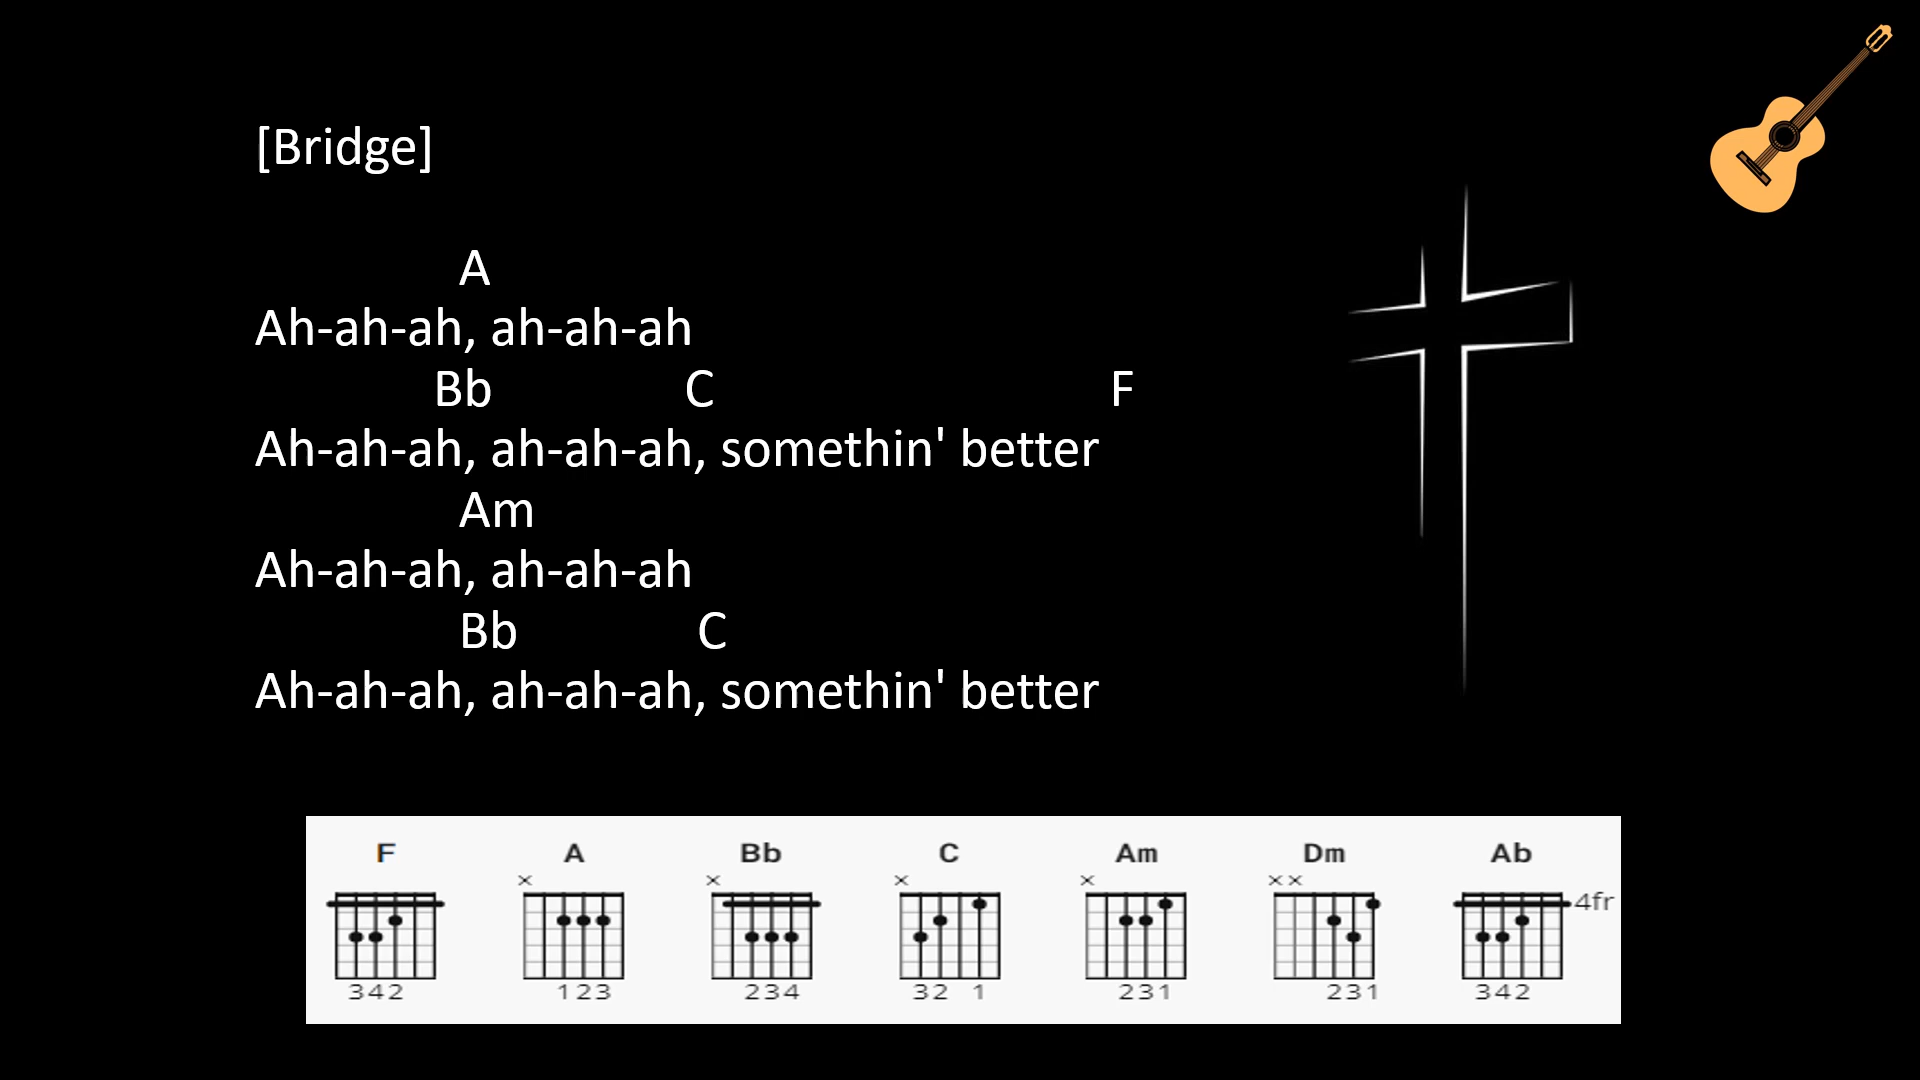 [Bridge]
A
Ah-ah-ah, ah-ah-ah
Bb C F
Ah-ah-ah, ah-ah-ah, somethin' better
Am
Ah-ah-ah, ah-ah-ah
Bb C
Ah-ah-ah, ah-ah-ah, somethin' better
F A Bb C Am Dm Ab
x x x x xx
4fr
342 123 234 32 1 231 231 342